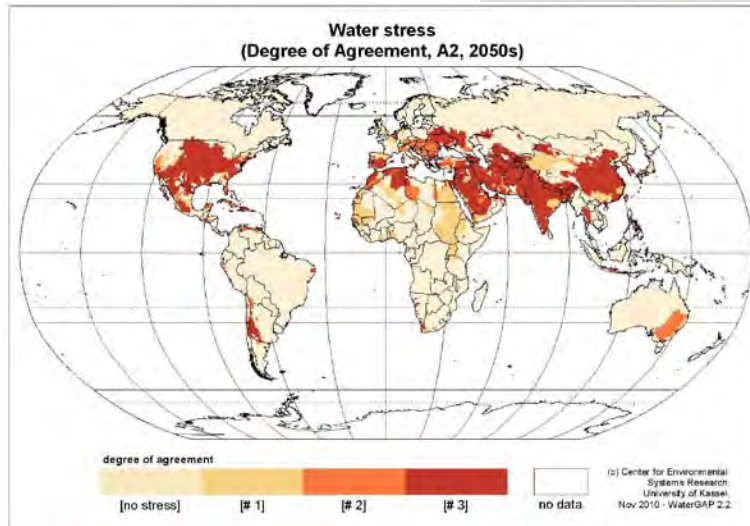 Water stress
(Degree of Agreement, A2, 2050s)
degree of agreement
[no stress]
[# 1]
[# 2]
[# 3]
no data
(c) Center for Environmental
Systems Research,
University of Kassel,
Nov 2010 - WaterGAP 2.2